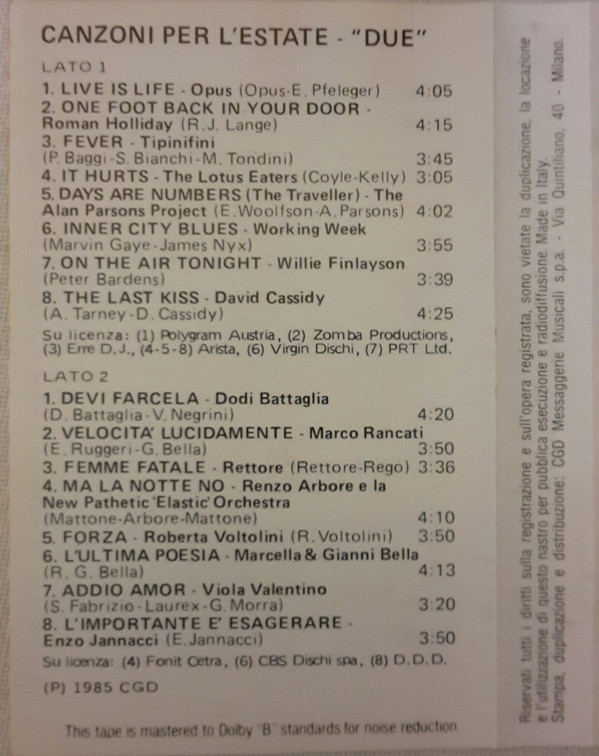 CANZONI PER L'ESTATE - "DUE"
LATO 1
1. LIVE IS LIFE - Opus (Opus-E. Pfeleger) 4:05
2. ONE FOOT BACK IN YOUR DOOR -
Roman Holliday (R.J. Lange) 4:15
3. FEVER - Tipinifini
(P. Baggi-S. Bianchi-M. Tondini) 3:45
4. IT HURTS - The Lotus Eaters (Coyle-Kelly) 3:05
5. DAYS ARE NUMBERS (The Traveller) - The
Alan Parsons Project (E.Woolfson-A.Parsons) 4:02
6. INNER CITY BLUES - Working Week
(Marvin Gaye-James Nyx) 3:55
7. ON THE AIR TONIGHT - Willie Finlayson
(Peter Bardens) 3:39
8. THE LAST KISS - David Cassidy
(A. Tarney-D. Cassidy) 4:25
Su licenza: (1) Polygram Austria, (2) Zomba Productions,
(3) Erre D.J., (4-5-8) Arista, (6) Virgin Dischi, (7) PRT Ltd.
LATO 2
1. DEVI FARCELA - Dodi Battaglia
(D. Battaglia-V. Negrini) 4:20
2. VELOCITA' LUCIDAMENTE - Marco Rancati
(E. Ruggeri-G. Bella) 3:50
3. FEMME FATALE - Rettore (Rettore-Rego) 3:36
4. MA LA NOTTE NO - Renzo Arbore e la
New Pathetic 'Elastic' Orchestra
(Mattone-Arbore-Mattone) 4:10
5. FORZA - Roberta Voltolini (R. Voltolini) 3:50
6. L'ULTIMA POESIA - Marcella & Gianni Bella
(R. G. Bella) 4:13
7. ADDIO AMOR - Viola Valentino
(S. Fabrizio-Laurex-G. Morra) 3:20
8. L'IMPORTANTE E' ESAGERARE -
Enzo Jannacci (E. Jannacci) 3:50
Su licenza: (4) Fonit Cetra, (6) CBS Dischi spa, (8) D.D.D.
(P) 1985 CGD
This tape is mastered to Dolby "B" standards for noise reduction
Riservati tutti i diritti sulla registrazione e sull'opera registrata, sono vietate la duplicazione, la locazione
e l'utilizzazione di questo nastro per pubblica esecuzione e radiodiffusione. Made in Italy.
Stampa, duplicazione e distribuzione: CGD Messaggerie Musicali s.p.a. - Via Quintiliano, 40 - Milano.